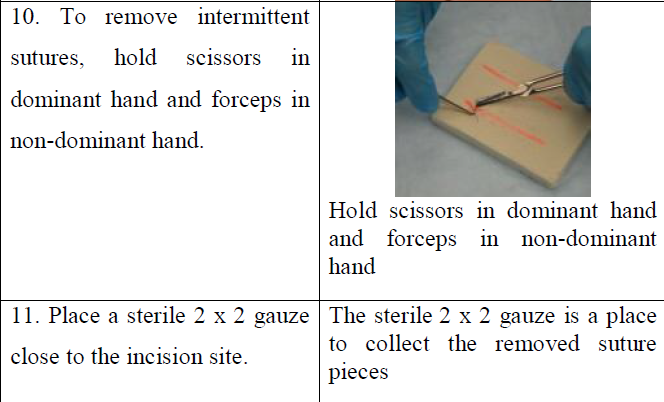 10. To remove intermittent
sutures, hold scissors in
dominant hand and forceps in
non-dominant hand.
Hold scissors in dominant hand
and forceps in non-dominant
hand
11. Place a sterile 2 x 2 gauze
close to the incision site.
The sterile 2 x 2 gauze is a place
to collect the removed suture
pieces